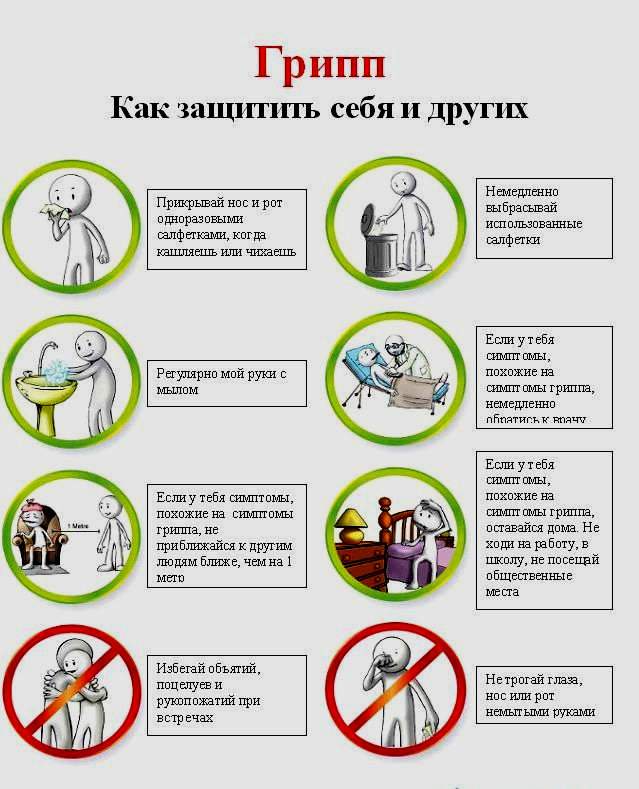 Грипп
Как защитить себя и других
Прикрывай нос и рот
одноразовыми
салфетками, когда
кашляешь или чихаешь
Немедленно
выбрасывай
использованные
салфетки
Регулярно мой руки с
мылом
Если у тебя
симптомы,
похожие на
симптомы гриппа,
немедленно
обратись к врачу
Если у тебя симптомы,
похожие на симптомы
гриппа, не
приближайся к другим
людям ближе, чем на 1
метр
1 Metre
Если у тебя
симптомы,
похожие на
симптомы гриппа,
оставайся дома. Не
ходи на работу, в
школу, не посещай
общественные
места
Избегай объятий,
поцелуев и
рукопожатий при
встречах
Не трогай глаза,
нос или рот
немытыми руками